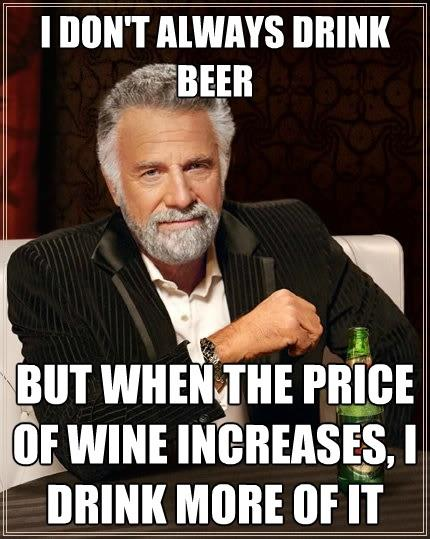 I DON'T ALWAYS DRINK
BEER
BUT WHEN THE PRICE
OF WINE INCREASES, I
DRINK MORE OF IT